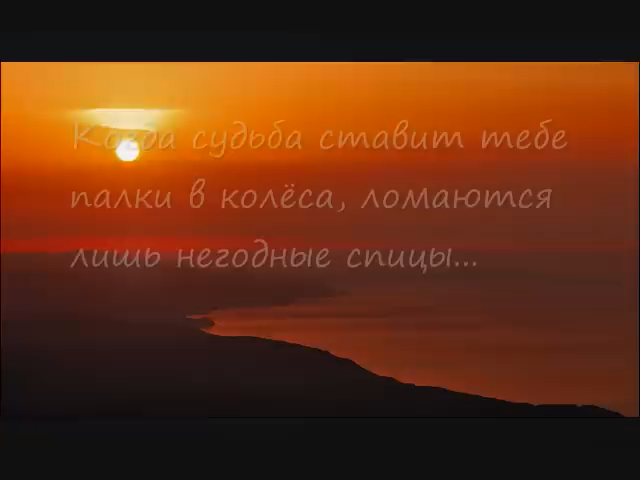 Когда судьба ставит тебе
палки в колёса, ломаются
лишь негодные спицы...